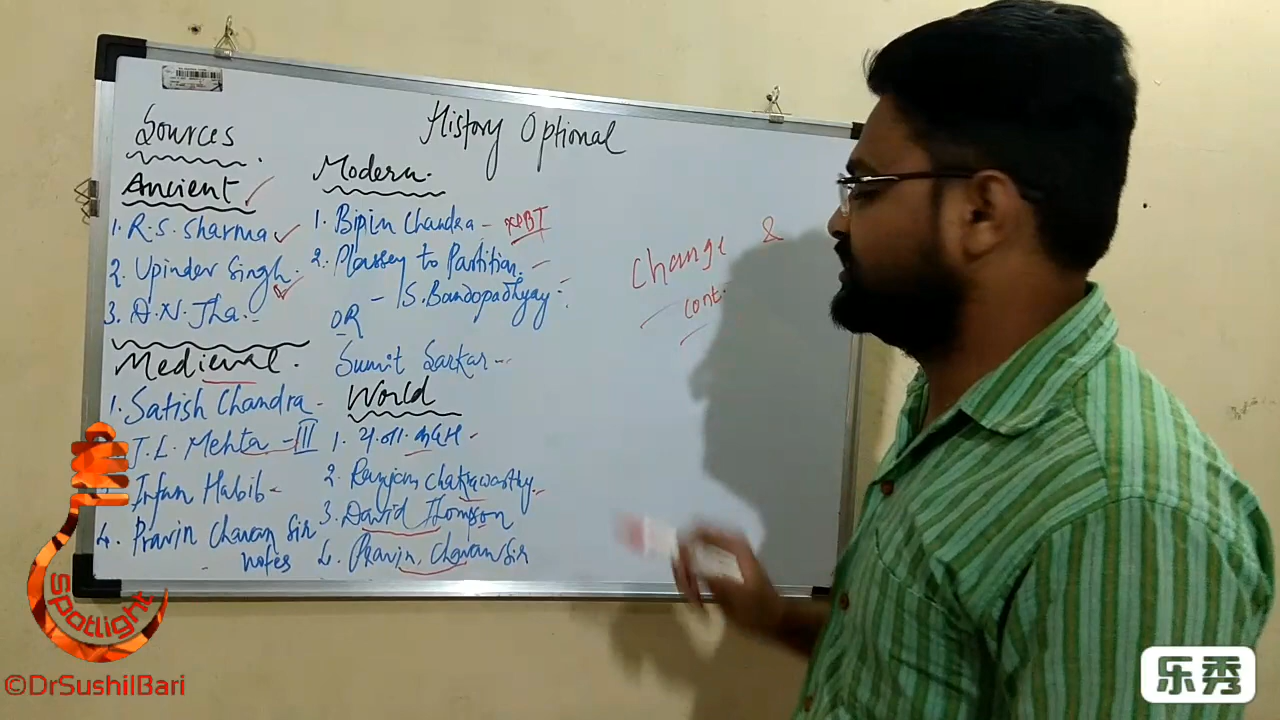 History Optional
Sources
Ancient
1. R.S. Sharma
2. Upinder Singh
3. D.N. Jha
Medieval
1. Satish Chandra
J.L. Mehta - III
Irfan Habib
4. Pravin Chavan Sir
notes
Modern
1. Bipin Chandra -
2. Plassey to Partition
- S. Bandopadhyay
OR
Sumit Sarkar
World
1.
2. Ranjan Chakrawarthy
3. David Thomson
4. Pravin Chavan Sir
Change &
cont.
Spotlight
©DrSushilBari
乐秀